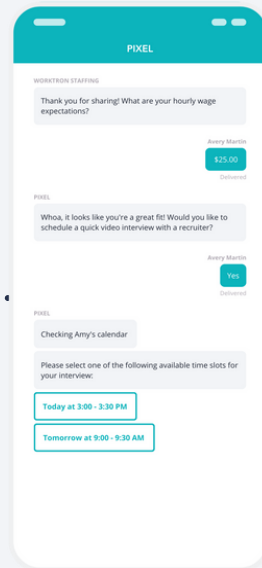 PIXEL
WORKTRON STAFFING
Thank you for sharing! What are your hourly wage
expectations?
Avery Martin
$25.00
Delivered
PIXEL
Whoa, it looks like you're a great fit! Would you like to
schedule a quick video interview with a recruiter?
Avery Martin
Yes
Delivered
PIXEL
Checking Amy's calendar
Please select one of the following available time slots for
your interview:
Today at 3:00 - 3:30 PM
Tomorrow at 9:00 - 9:30 AM